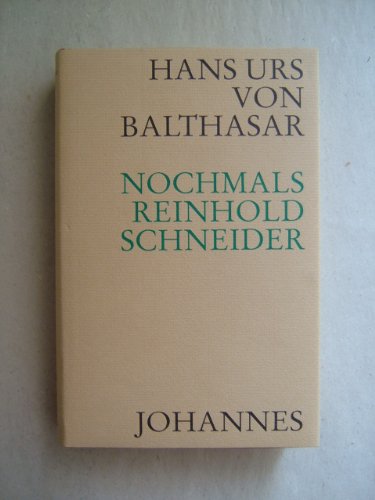 HANS URS
VON
BALTHASAR
NOCHMALS
REINHOLD
SCHNEIDER
JOHANNES